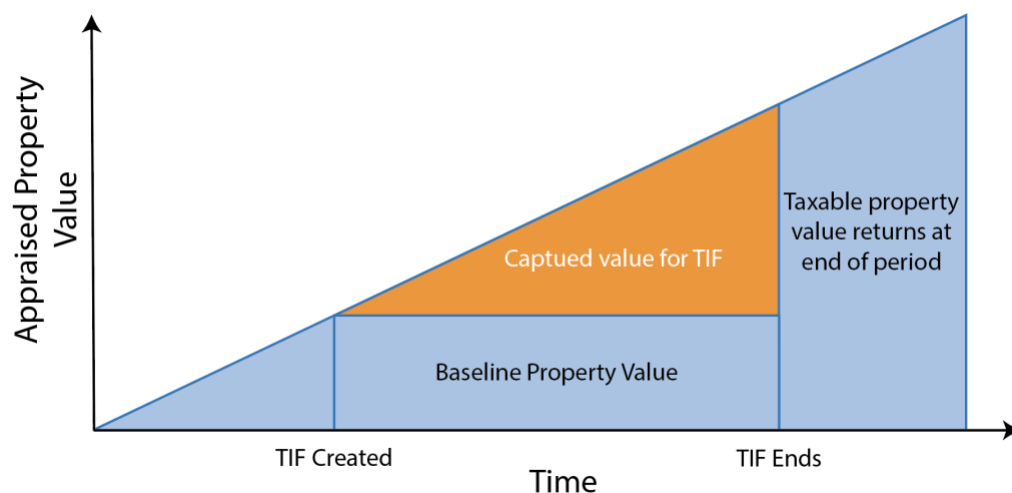 Appraised Property
Value
Captued value for TIF
Taxable property
value returns at
end of period
Baseline Property Value
TIF Created
TIF Ends
Time